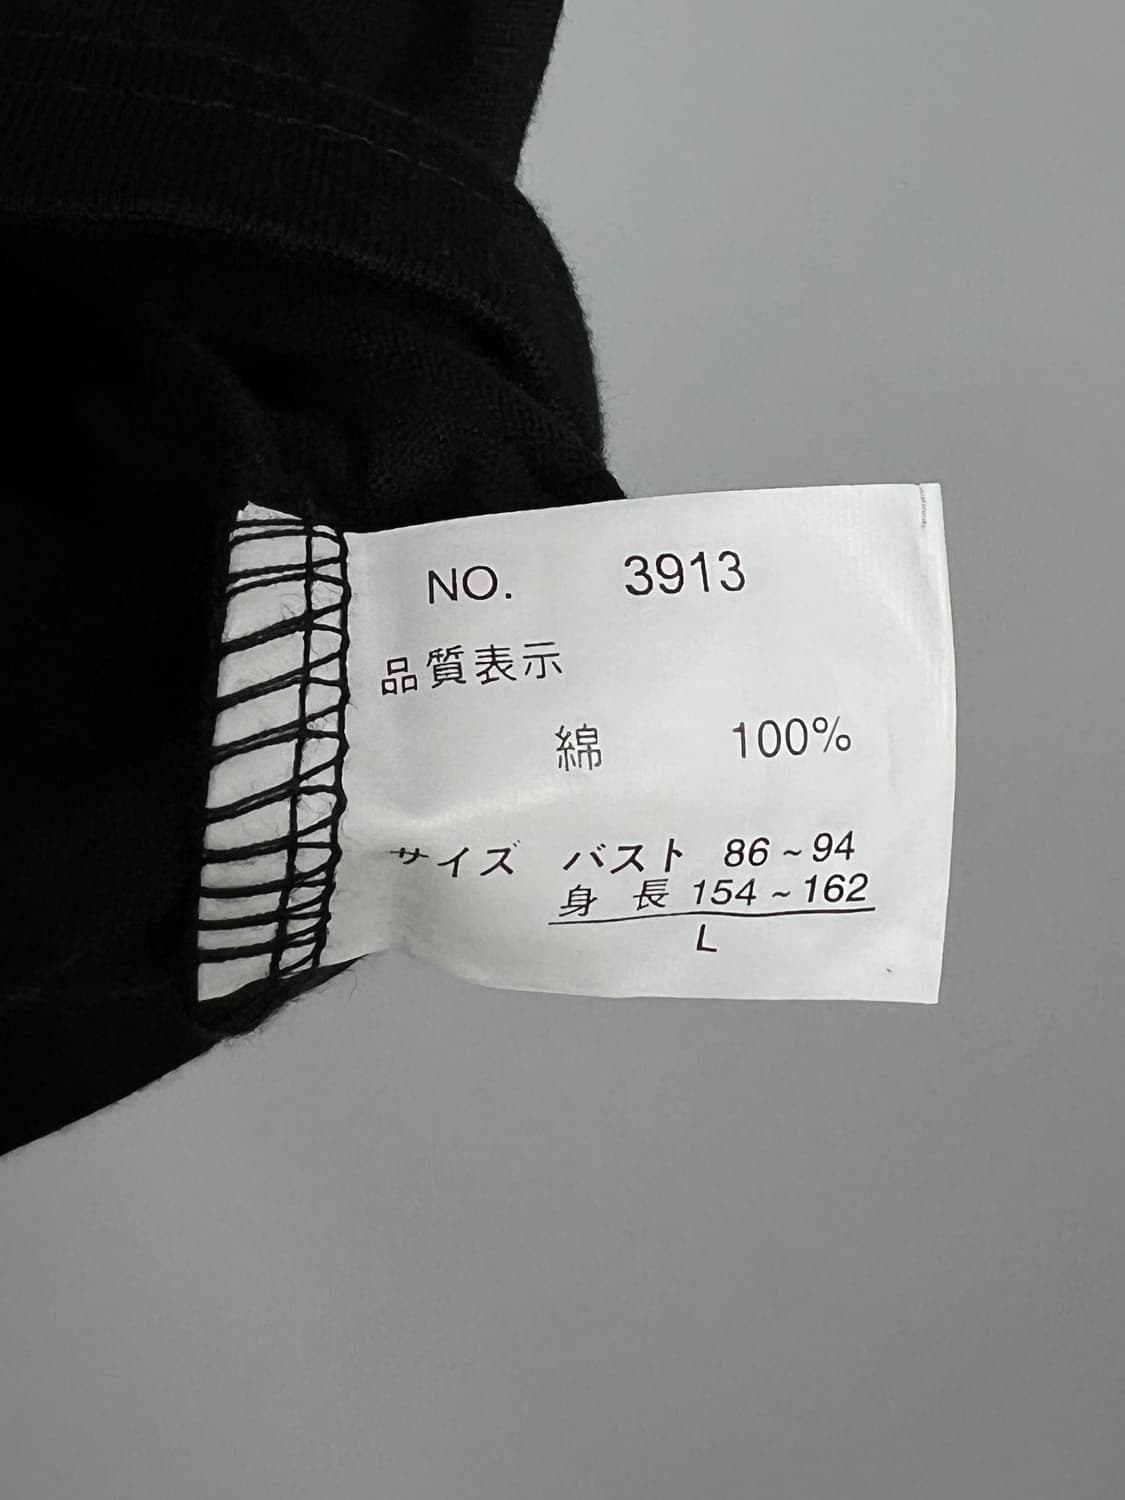 NO. 3913
品質表示
綿 100%
サイズ バスト 86~94
身長 154~162
L